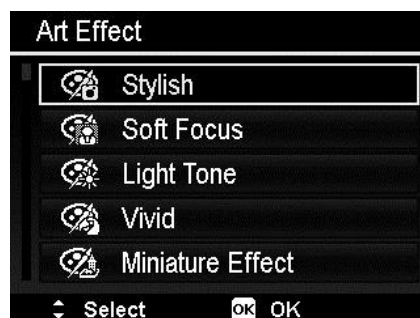 Art Effect
Stylish
Soft Focus
Light Tone
Vivid
Miniature Effect
Select OK OK